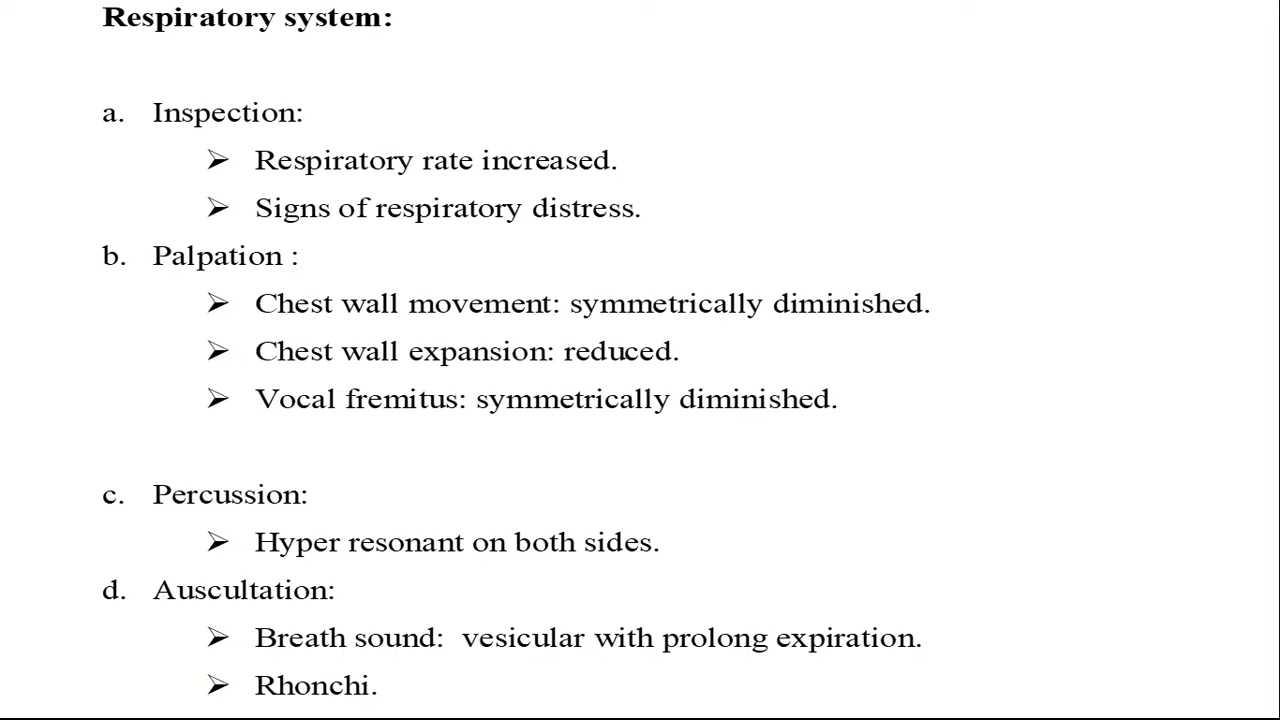 Respiratory system:
a. Inspection:
➢ Respiratory rate increased.
➢ Signs of respiratory distress.
b. Palpation :
➢ Chest wall movement: symmetrically diminished.
➢ Chest wall expansion: reduced.
➢ Vocal fremitus: symmetrically diminished.
c. Percussion:
➢ Hyper resonant on both sides.
d. Auscultation:
➢ Breath sound:  vesicular with prolong expiration.
➢ Rhonchi.